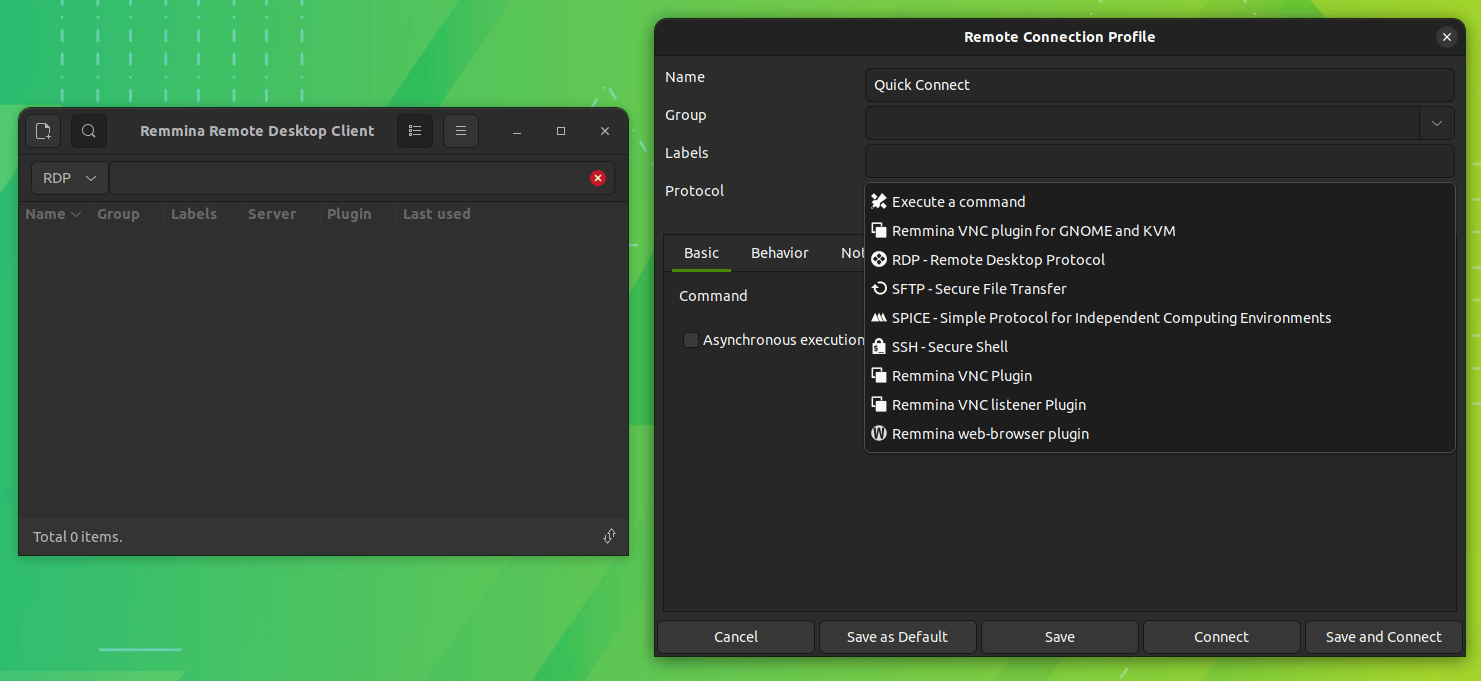 Remmina Remote Desktop Client
RDP
Name Group Labels Server Plugin Last used
Total 0 items.
Remote Connection Profile
Name Quick Connect
Group
Labels
Protocol
Execute a command
Remmina VNC plugin for GNOME and KVM
RDP - Remote Desktop Protocol
SFTP - Secure File Transfer
SPICE - Simple Protocol for Independent Computing Environments
SSH - Secure Shell
Remmina VNC Plugin
Remmina VNC listener Plugin
Remmina web-browser plugin
Basic Behavior Not
Command
Asynchronous execution
Cancel Save as Default Save Connect Save and Connect